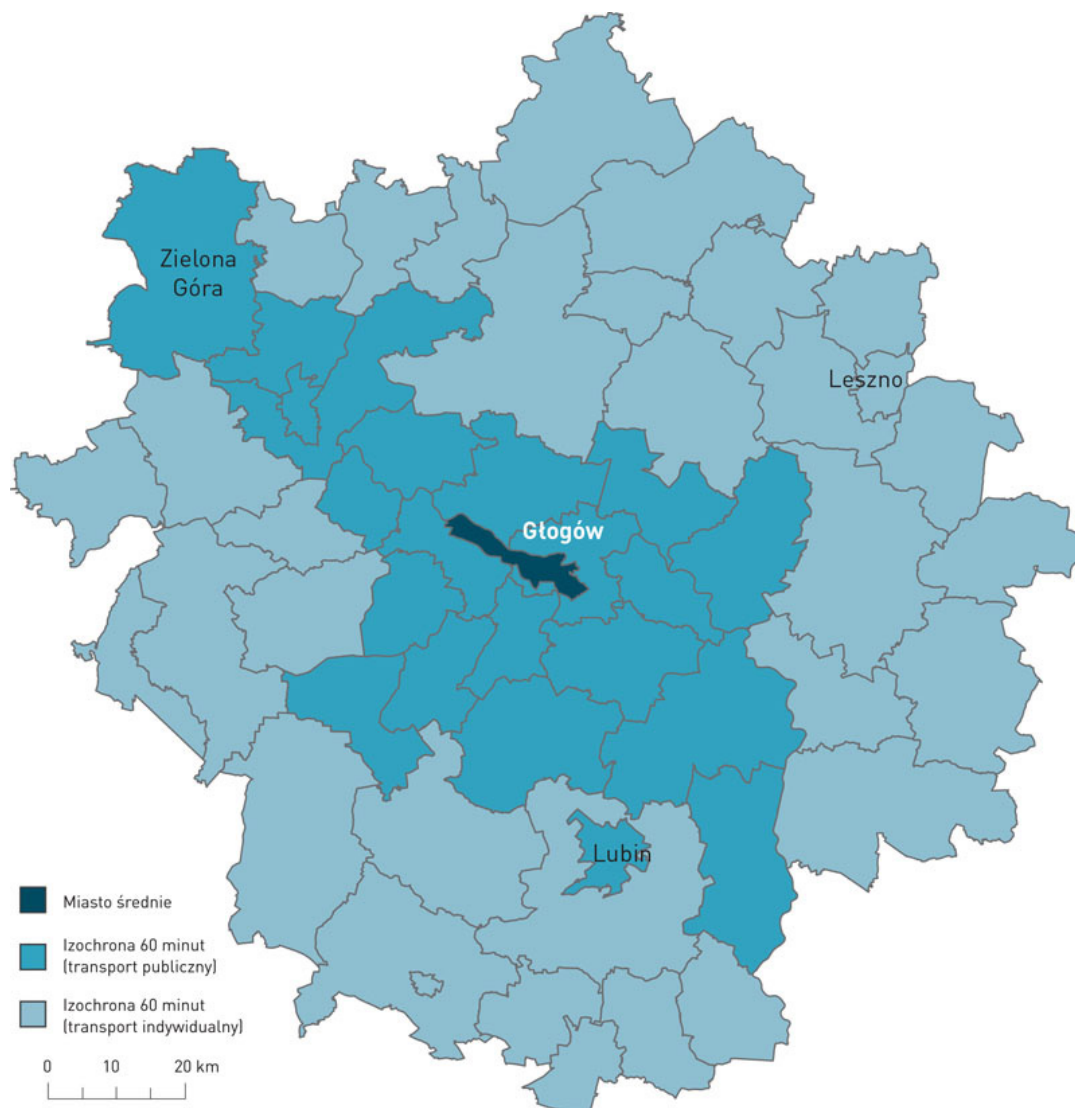 Zielona
Góra
Leszno
Głogów
Lubin
Miasto średnie
Izochrona 60 minut
(transport publiczny)
Izochrona 60 minut
(transport indywidualny)
0 10 20 km